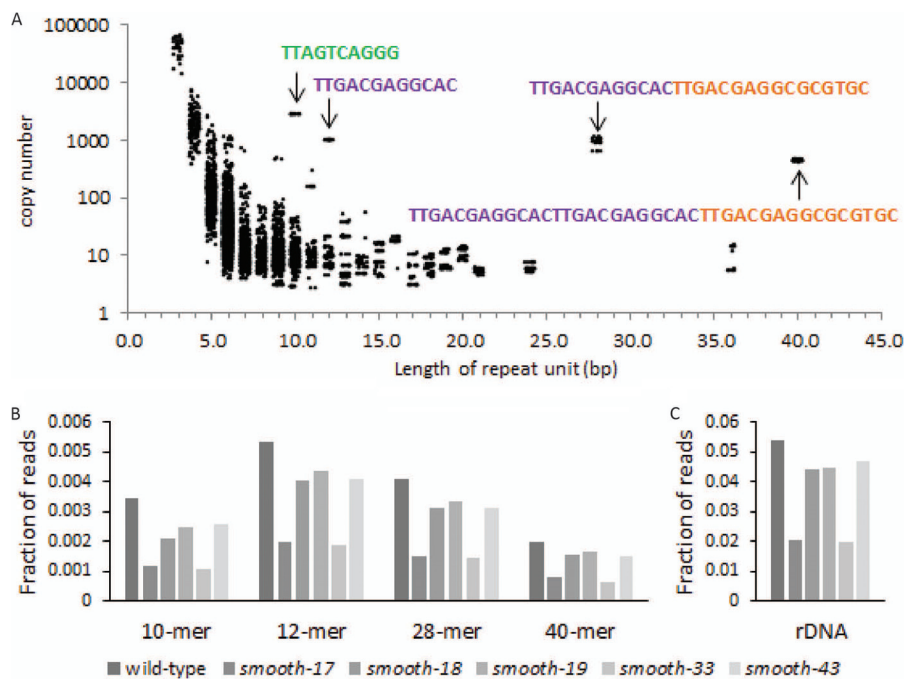 A
100000
10000
1000
100
10
1
copy number
TTAGTCAGGG
TTGACGAGGCAC
TTGACGAGGCACTTGACGAGGCGCGTGC
TTGACGAGGCACTTGACGAGGCACTTGACGAGGCGCGTGC
0.0 5.0 10.0 15.0 20.0 25.0 30.0 35.0 40.0 45.0
Length of repeat unit (bp)
B
Fraction of reads
0.006
0.005
0.004
0.003
0.002
0.001
0
10-mer 12-mer 28-mer 40-mer
C
Fraction of reads
0.06
0.05
0.04
0.03
0.02
0.01
0
rDNA
wild-type smooth-17 smooth-18 smooth-19 smooth-33 smooth-43